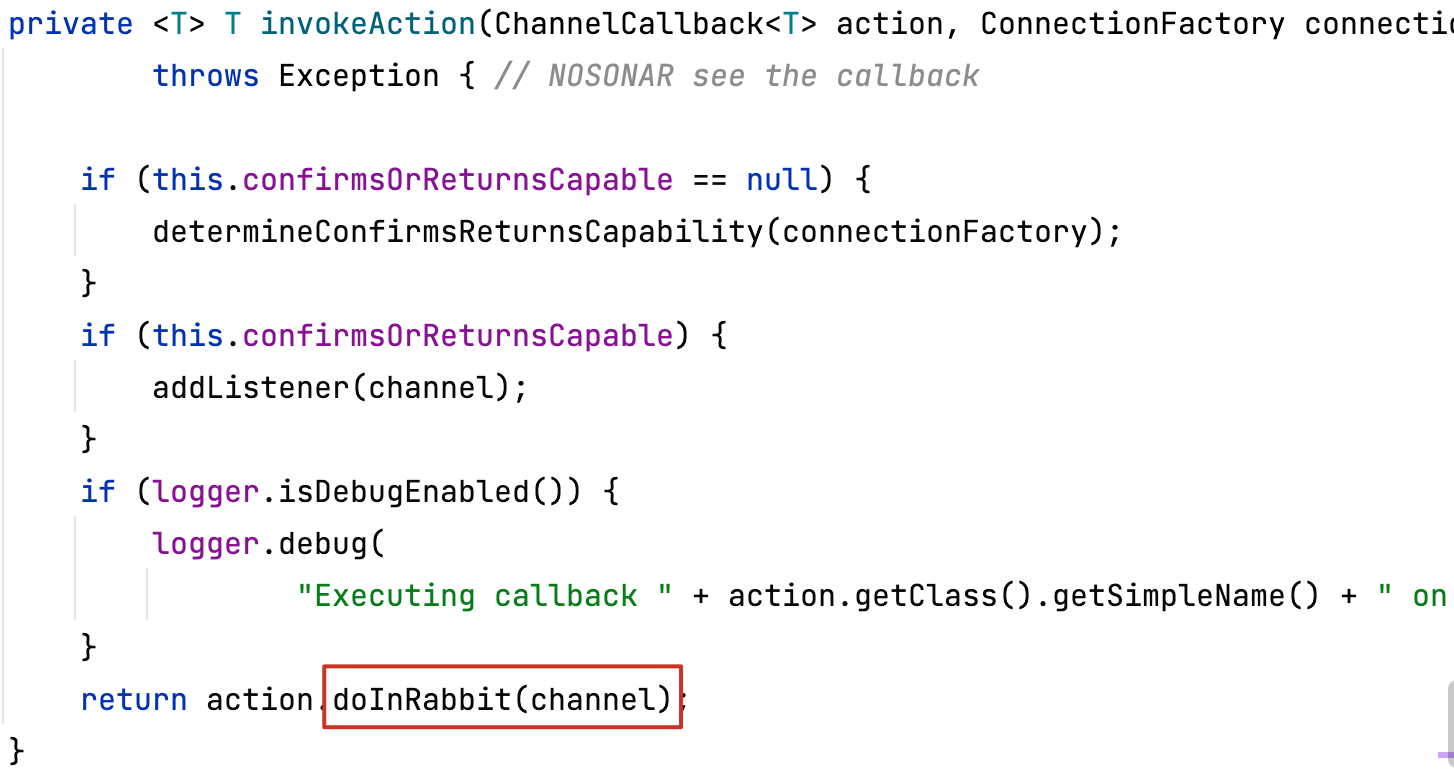 private <T> T invokeAction(ChannelCallback<T> action, ConnectionFactory
throws Exception { // NOSONAR see the callback
if (this.confirmsOrReturnsCapable == null) {
determineConfirmsReturnsCapability(connectionFactory);
}
if (this.confirmsOrReturnsCapable) {
addListener(channel);
}
if (logger.isDebugEnabled()) {
logger.debug(
"Executing callback " + action.getClass().getSimpleName() + " on
}
return action.doInRabbit(channel);
}